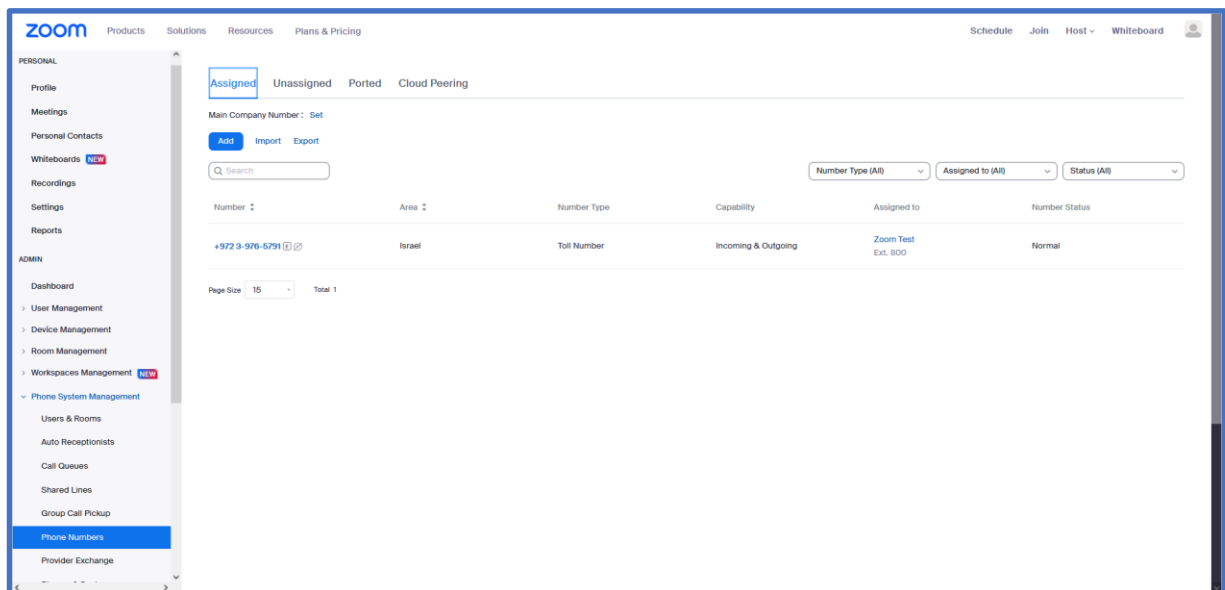 zoom Products Solutions Resources Plans & Pricing Schedule Join Host Whiteboard
PERSONAL
Profile
Meetings
Personal Contacts
Whiteboards NEW
Recordings
Settings
Reports
ADMIN
Dashboard
User Management
Device Management
Room Management
Workspaces Management NEW
Phone System Management
Users & Rooms
Auto Receptionists
Call Queues
Shared Lines
Group Call Pickup
Phone Numbers
Provider Exchange
Assigned Unassigned Ported Cloud Peering
Main Company Number : Set
Add Import Export
Search Number Type (All) Assigned to (All) Status (All)
Number Area Number Type Capability Assigned to Number Status
+972 3-976-5791 E Israel Toll Number Incoming & Outgoing Zoom Test Normal
Ext. 800
Page Size 15 Total 1